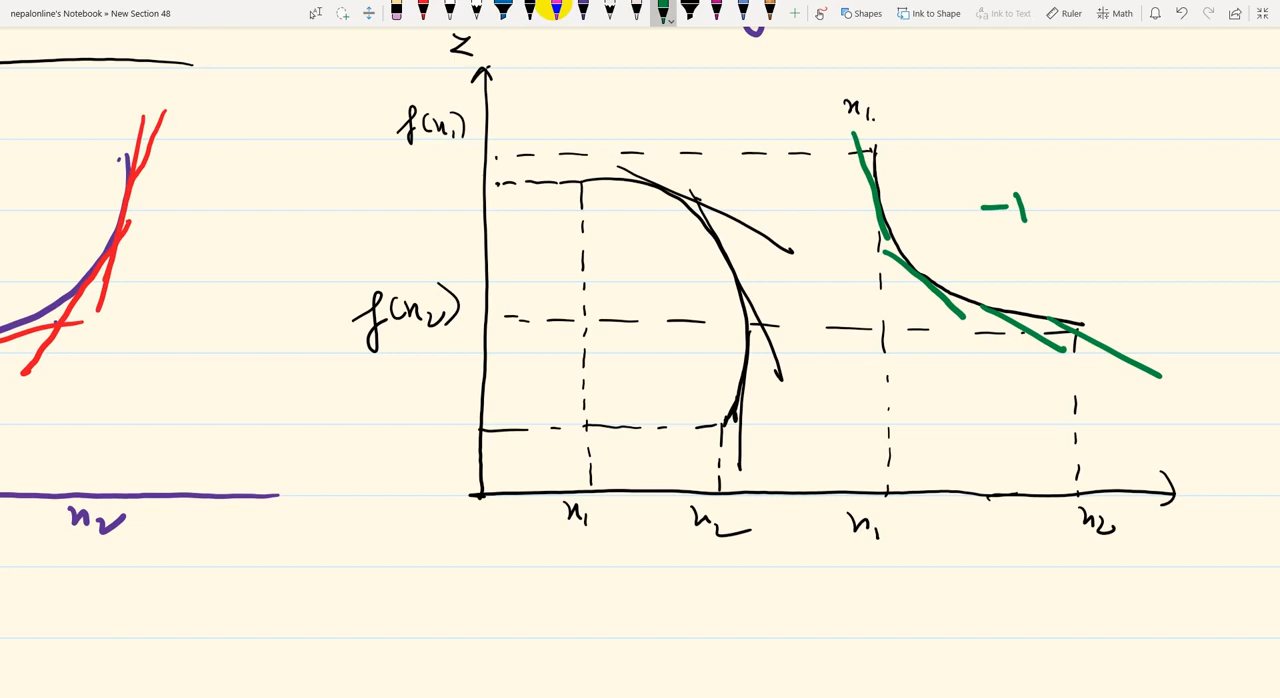 nepalonline's Notebook » New Section 48
Shapes Ink to Shape Ink to Text Ruler Math
z
f(x₁)
x₁.
-1
f(x₂)
x₂
x₁ x₂ x₁ x₂